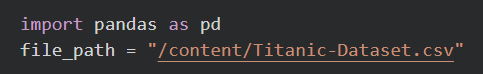 import pandas as pd
file_path = "/content/Titanic-Dataset.csv"